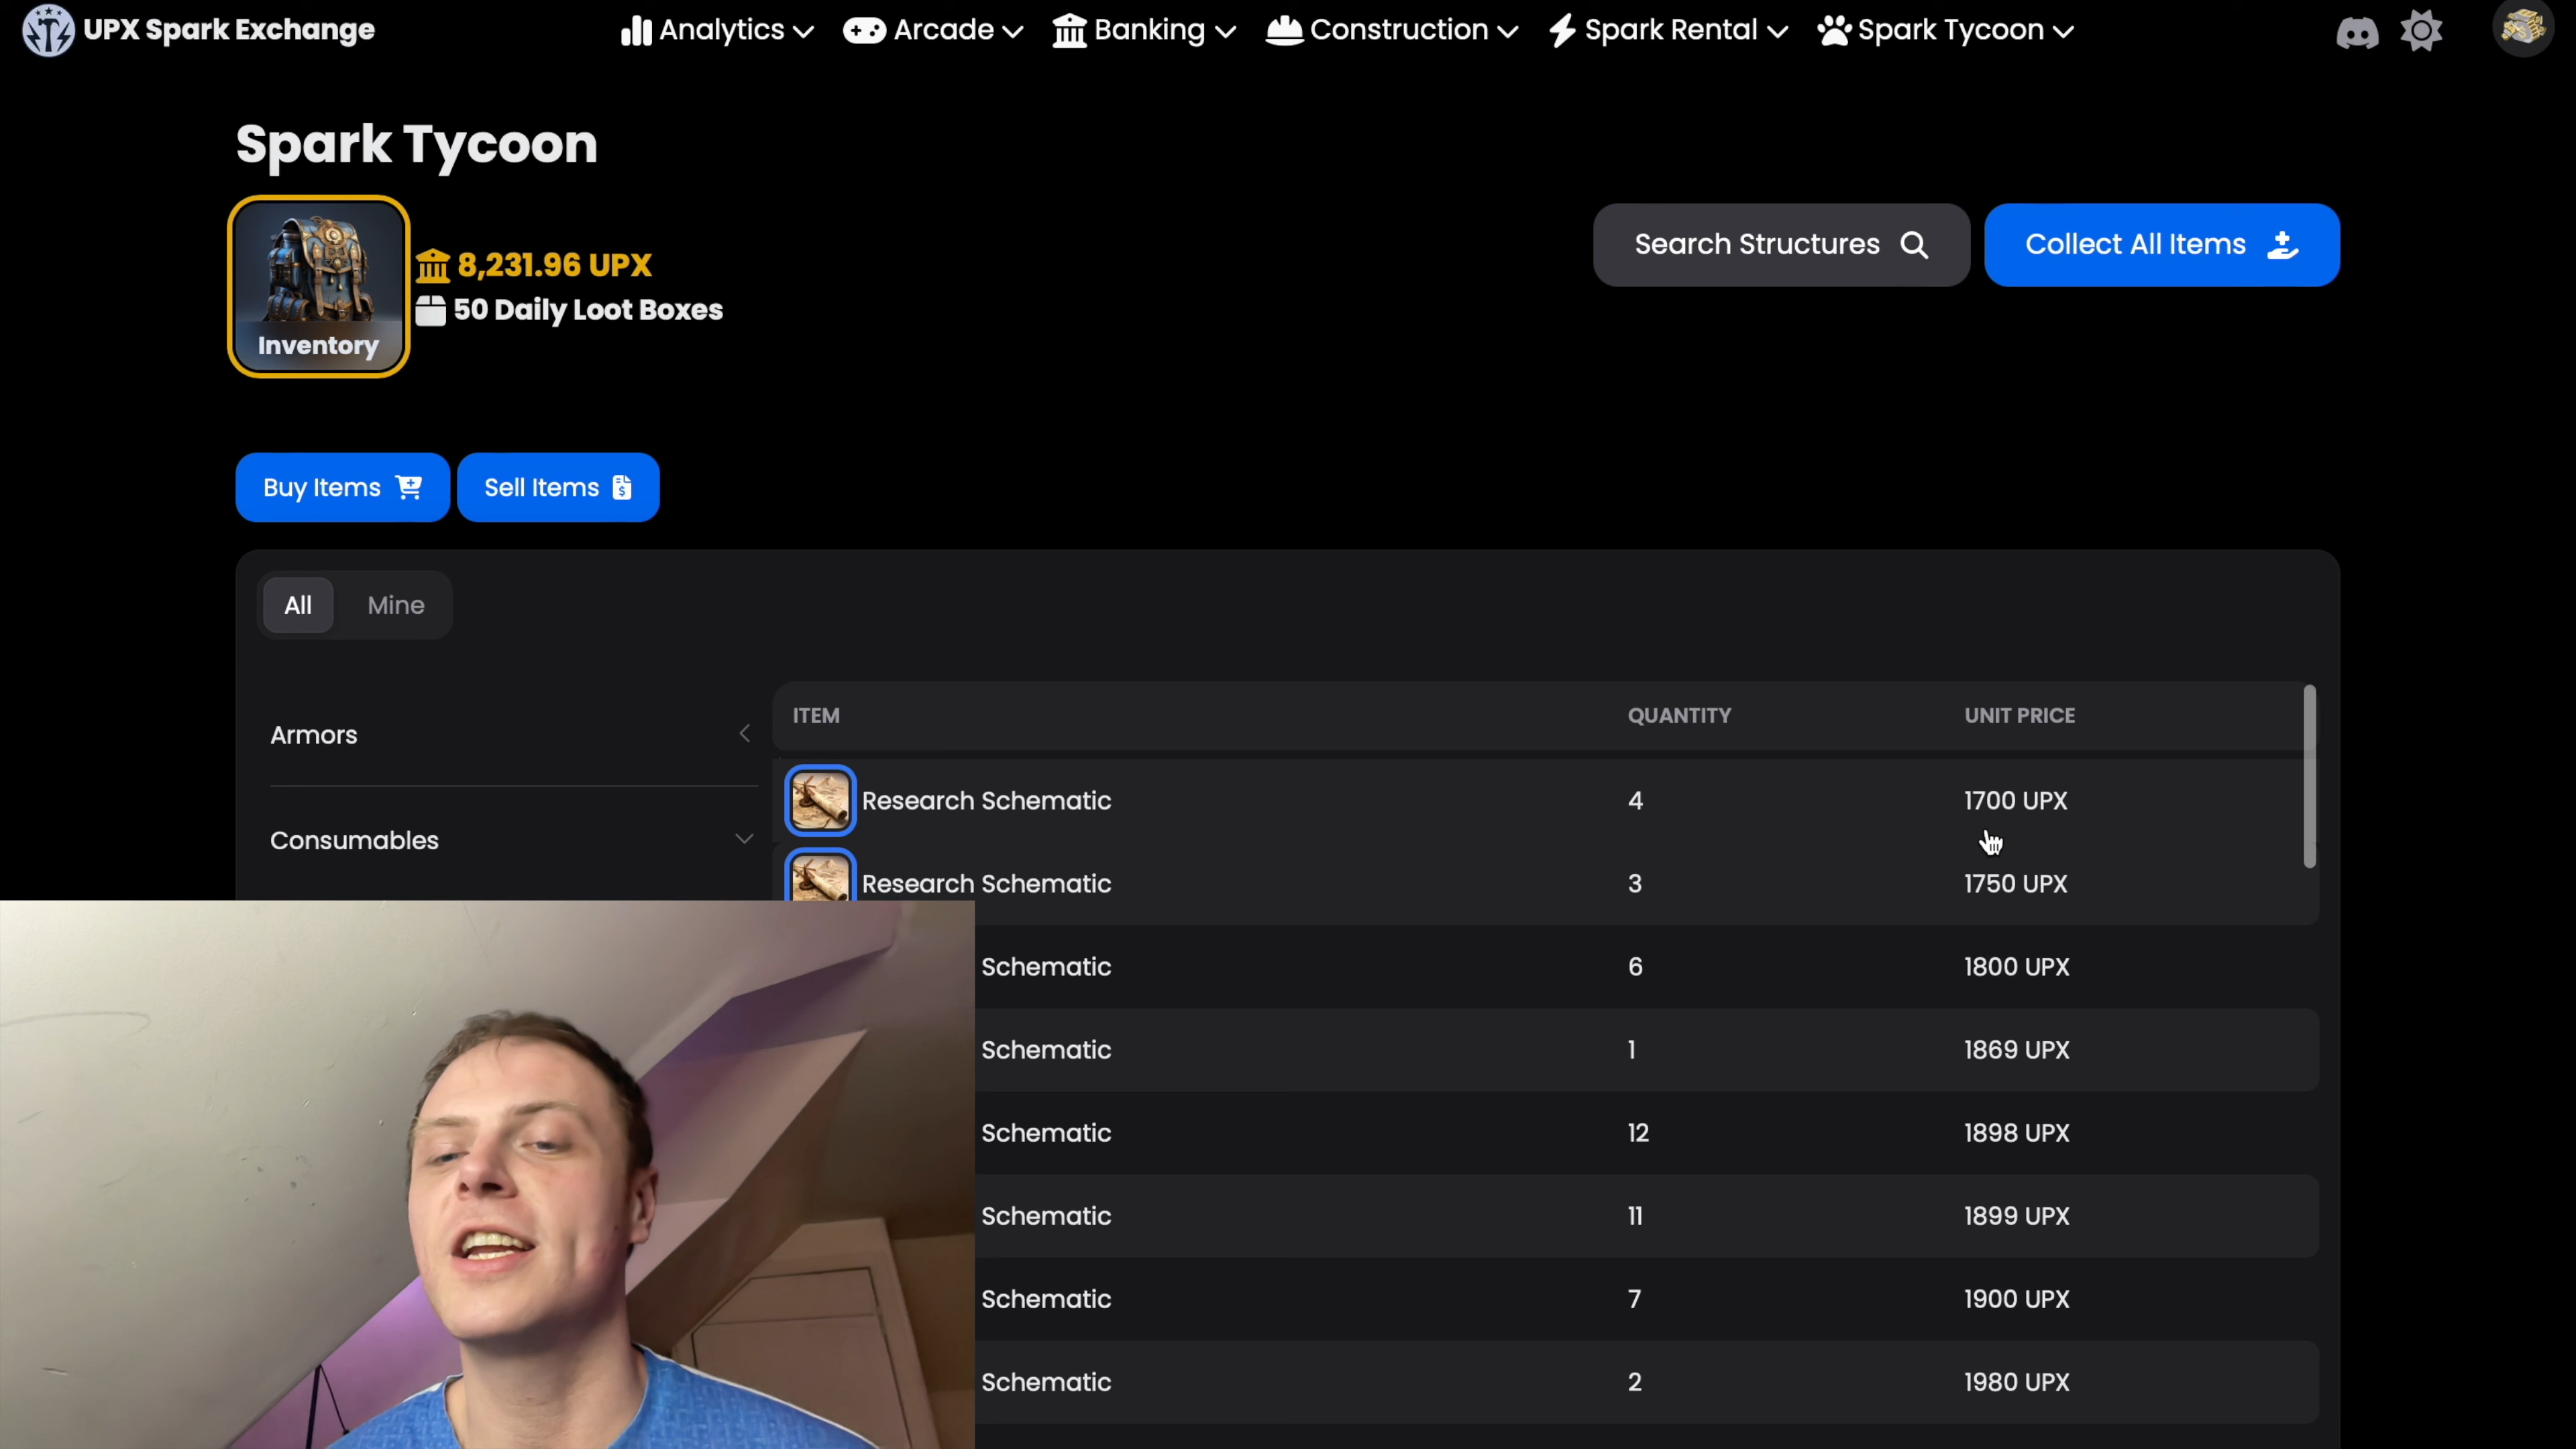 UPX Spark Exchange
Analytics
Arcade
Banking
Construction
Spark Rental
Spark Tycoon
Spark Tycoon
Inventory
8,231.96 UPX
50 Daily Loot Boxes
Search Structures
Collect All Items
Buy Items
Sell Items
All
Mine
Armors
Consumables
ITEM QUANTITY UNIT PRICE
Research Schematic 4 1700 UPX
Research Schematic 3 1750 UPX
Schematic 6 1800 UPX
Schematic 1 1869 UPX
Schematic 12 1898 UPX
Schematic 11 1899 UPX
Schematic 7 1900 UPX
Schematic 2 1980 UPX